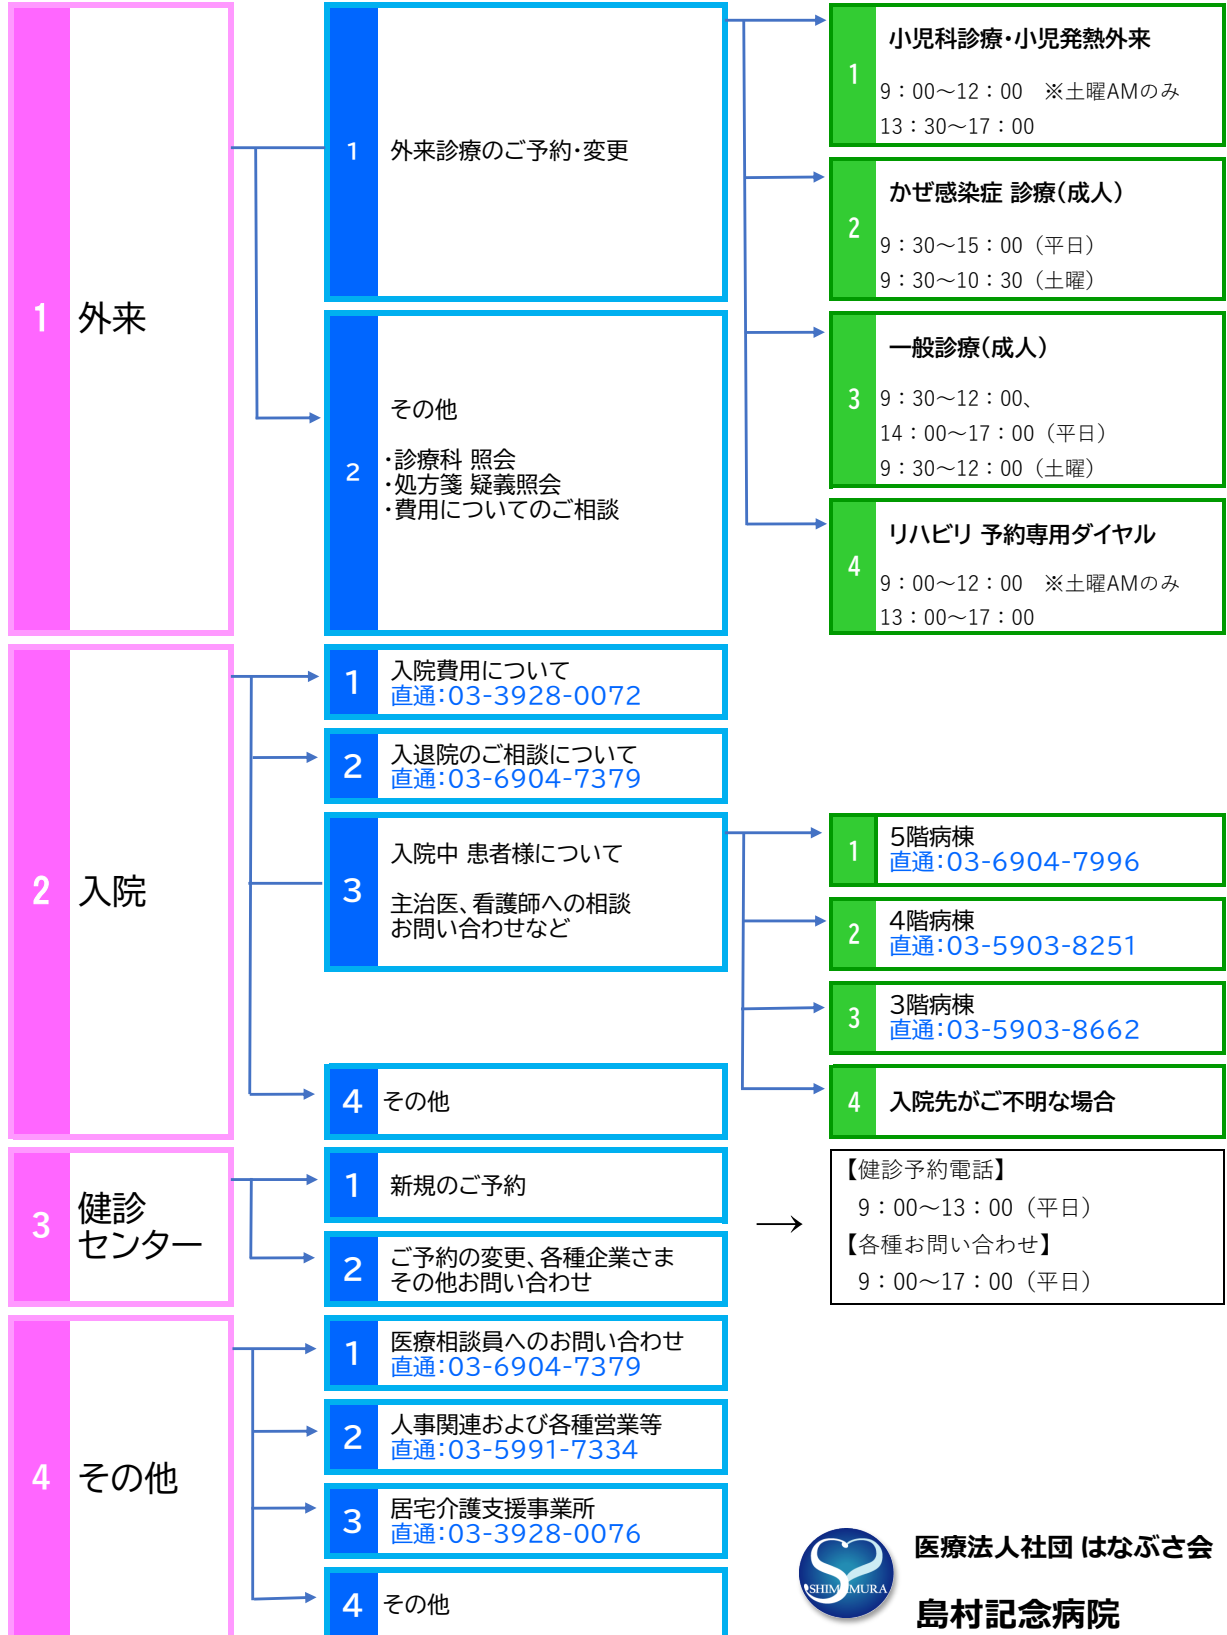 1
外来
1
外来診療のご予約・変更
1
小児科診療・小児発熱外来
9：00～12：00　※土曜AMのみ
13：30～17：00
2
かぜ感染症 診療（成人）
9：30～15：00（平日）
9：30～10：30（土曜）
3
一般診療（成人）
9：30～12：00、
14：00～17：00（平日）
9：30～12：00（土曜）
4
リハビリ 予約専用ダイヤル
9：00～12：00　※土曜AMのみ
13：00～17：00
2
その他
・診療科 照会
・処方箋 疑義照会
・費用についてのご相談
2
入院
1
入院費用について
直通：03-3928-0072
2
入退院のご相談について
直通：03-6904-7379
3
入院中 患者様について
主治医、看護師への相談
お問い合わせなど
1
5階病棟
直通：03-6904-7996
2
4階病棟
直通：03-5903-8251
3
3階病棟
直通：03-5903-8662
4
入院先がご不明な場合
4
その他
3
健診
センター
1
新規のご予約
2
ご予約の変更、各種企業さま
その他お問い合わせ
→
【健診予約電話】
9：00～13：00（平日）
【各種お問い合わせ】
9：00～17：00（平日）
4
その他
1
医療相談員へのお問い合わせ
直通：03-6904-7379
2
人事関連および各種営業等
直通：03-5991-7334
3
居宅介護支援事業所
直通：03-3928-0076
4
その他
SHIMAMURA
医療法人社団 はなぶさ会
島村記念病院